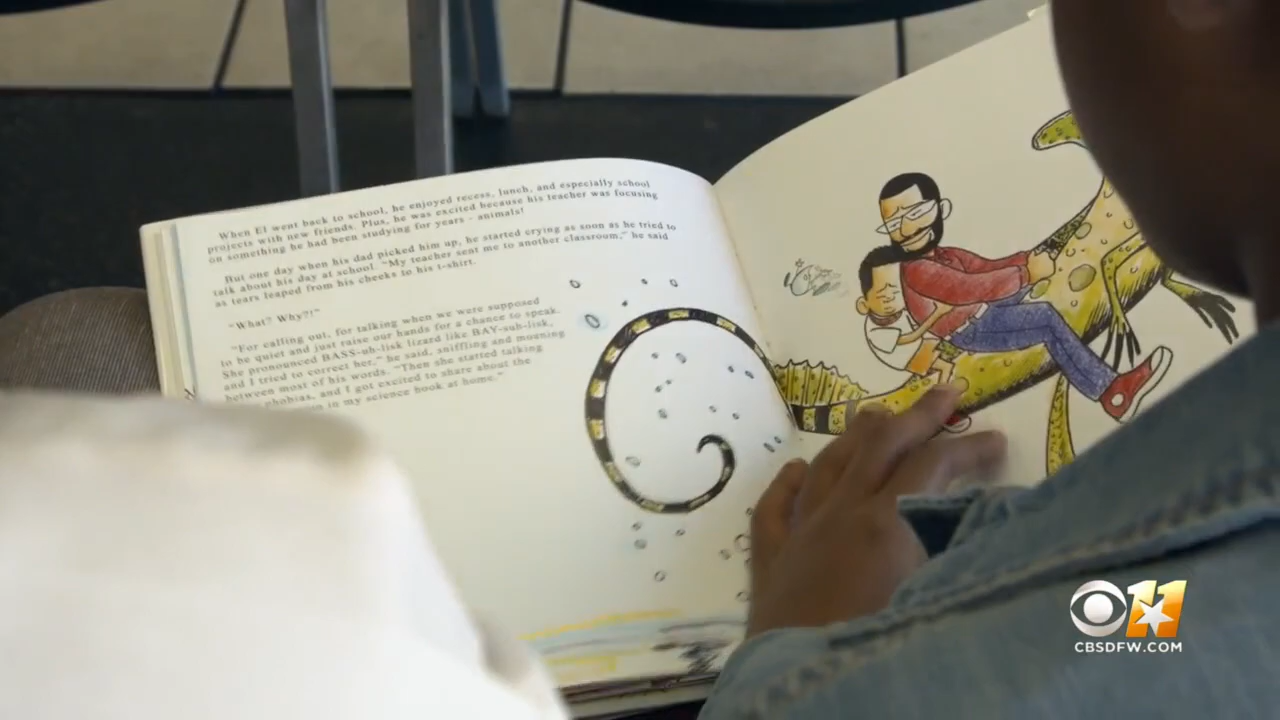 When El went back to school, he enjoyed recess, lunch, and especially school
projects with new friends. Plus, he was excited because his teacher was focusing
on something he had been studying for years - animals!
But one day when his dad picked him up, he started crying as soon as he tried to
talk about his day at school. "My teacher sent me to another classroom," he said
as tears leaped from his cheeks to his t-shirt.
"What? Why?!"
"For calling out, for talking when we were supposed
to be quiet and just raise our hands for a chance to speak.
She pronounced BASS-uh-lisk lizard like BAY-suh-lisk,
and I tried to correct her," he said, sniffling and moaning
between most of his words. "Then she started talking
phobias, and I got excited to share about the
in my science book at home."
CBS 11
CBSDFW.COM